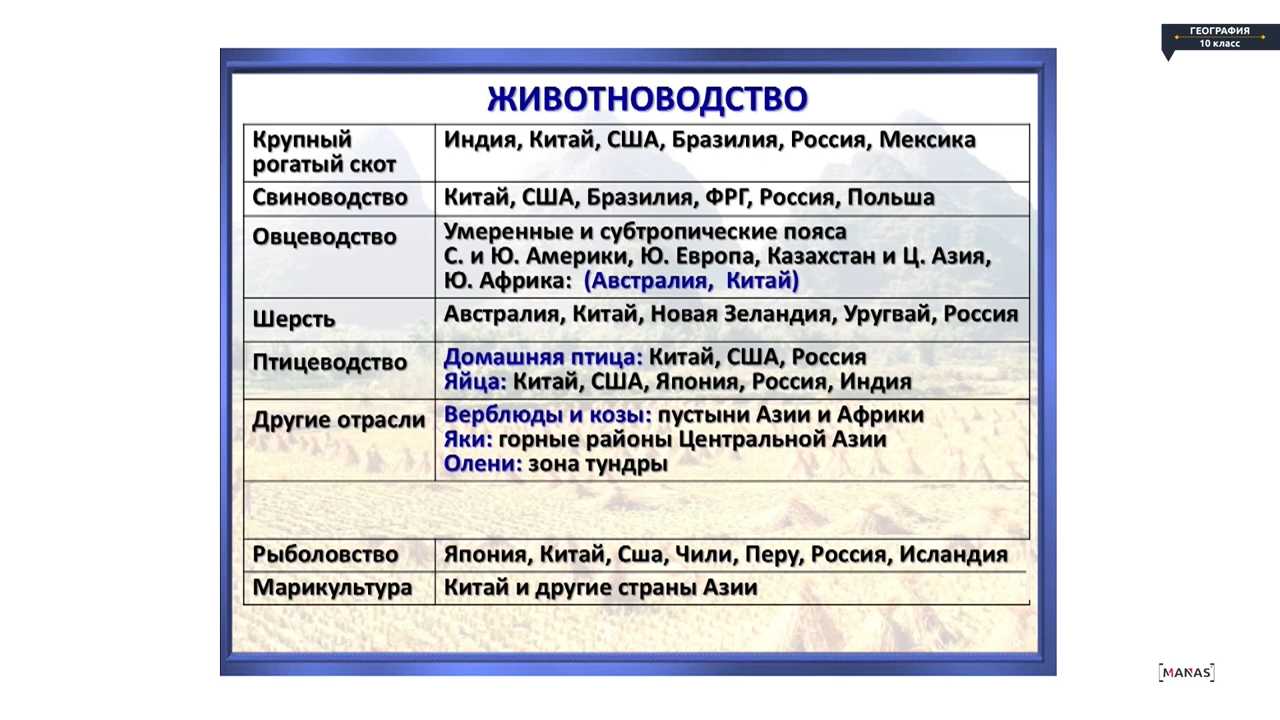 ГЕОГРАФИЯ
10 класс
ЖИВОТНОВОДСТВО
Крупный
рогатый скот
Индия, Китай, США, Бразилия, Россия, Мексика
Свиноводство
Китай, США, Бразилия, ФРГ, Россия, Польша
Овцеводство
Умеренные и субтропические пояса
С. и Ю. Америки, Ю. Европа, Казахстан и Ц. Азия,
Ю. Африка: (Австралия, Китай)
Шерсть
Австралия, Китай, Новая Зеландия, Уругвай, Россия
Птицеводство
Домашняя птица: Китай, США, Россия
Яйца: Китай, США, Япония, Россия, Индия
Другие отрасли
Верблюды и козы: пустыни Азии и Африки
Яки: горные районы Центральной Азии
Олени: зона тундры
Рыболовство
Япония, Китай, Сша, Чили, Перу, Россия, Исландия
Марикультура
Китай и другие страны Азии
[MANAS]